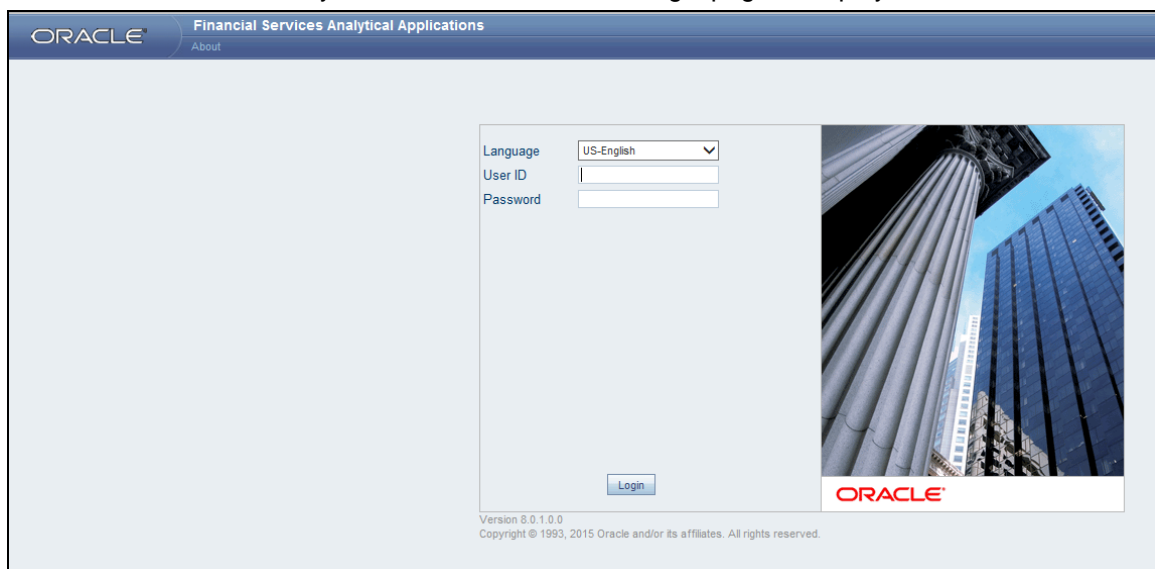 ORACLE
Financial Services Analytical Applications
About
Language US-English
User ID
Password
Login
ORACLE
Version 8.0.1.0.0
Copyright © 1993, 2015 Oracle and/or its affiliates. All rights reserved.